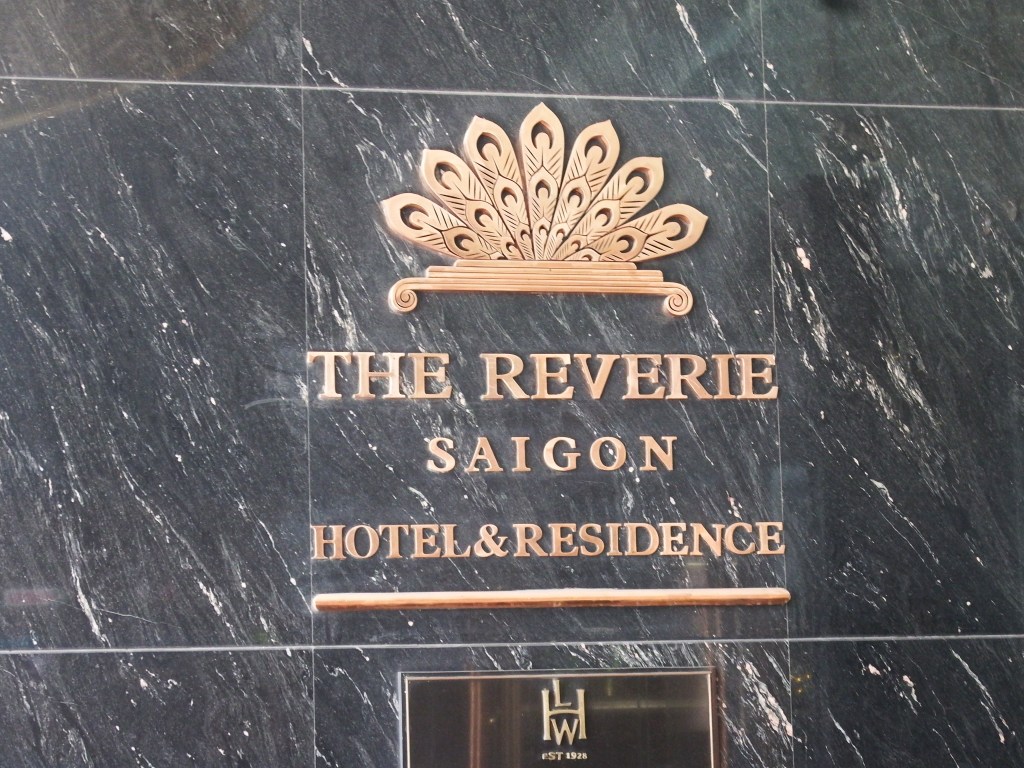 THE REVERIE
SAIGON
HOTEL & RESIDENCE
LHW
EST 1928